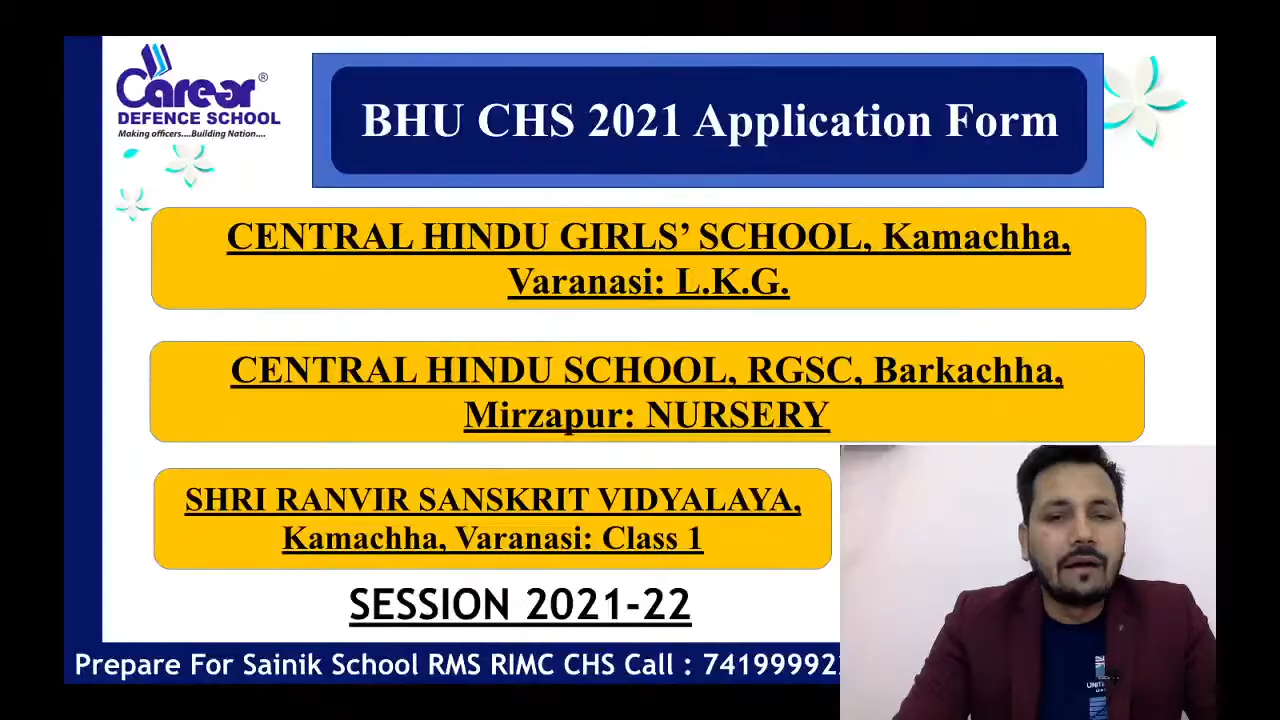 Carear®
DEFENCE SCHOOL
Making officers....Building Nation....
BHU CHS 2021 Application Form
CENTRAL HINDU GIRLS’ SCHOOL, Kamachha,
Varanasi: L.K.G.
CENTRAL HINDU SCHOOL, RGSC, Barkachha,
Mirzapur: NURSERY
SHRI RANVIR SANSKRIT VIDYALAYA,
Kamachha, Varanasi: Class 1
SESSION 2021-22
Prepare For Sainik School RMS RIMC CHS Call :